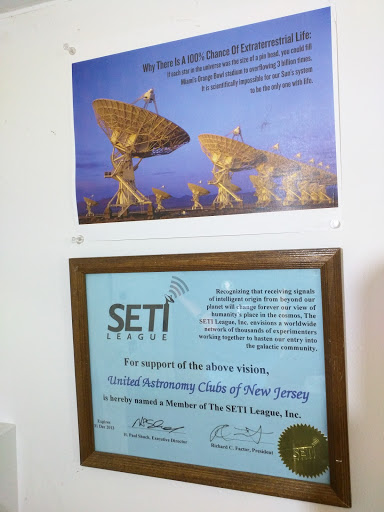 Why There Is A 100% Chance Of Extraterrestrial Life:
If each star in the universe was the size of a pin head, you could fill
Miami's Orange Bowl stadium to overflowing 3 billion times.
It is scientifically impossible for our Sun's system
to be the only one with life.
Recognizing that receiving signals
of intelligent origin from beyond our
planet will change forever our view of
humanity's place in the cosmos, The
SETI League, Inc. envisions a worldwide
network of thousands of experimenters
working together to hasten our entry into
the galactic community.
SETI
LEAGUE
For support of the above vision,
United Astronomy Clubs of New Jersey
is hereby named a Member of The SETI League, Inc.
Expires
H. Paul Shuch, Executive Director
Richard C. Factor, President
SETI